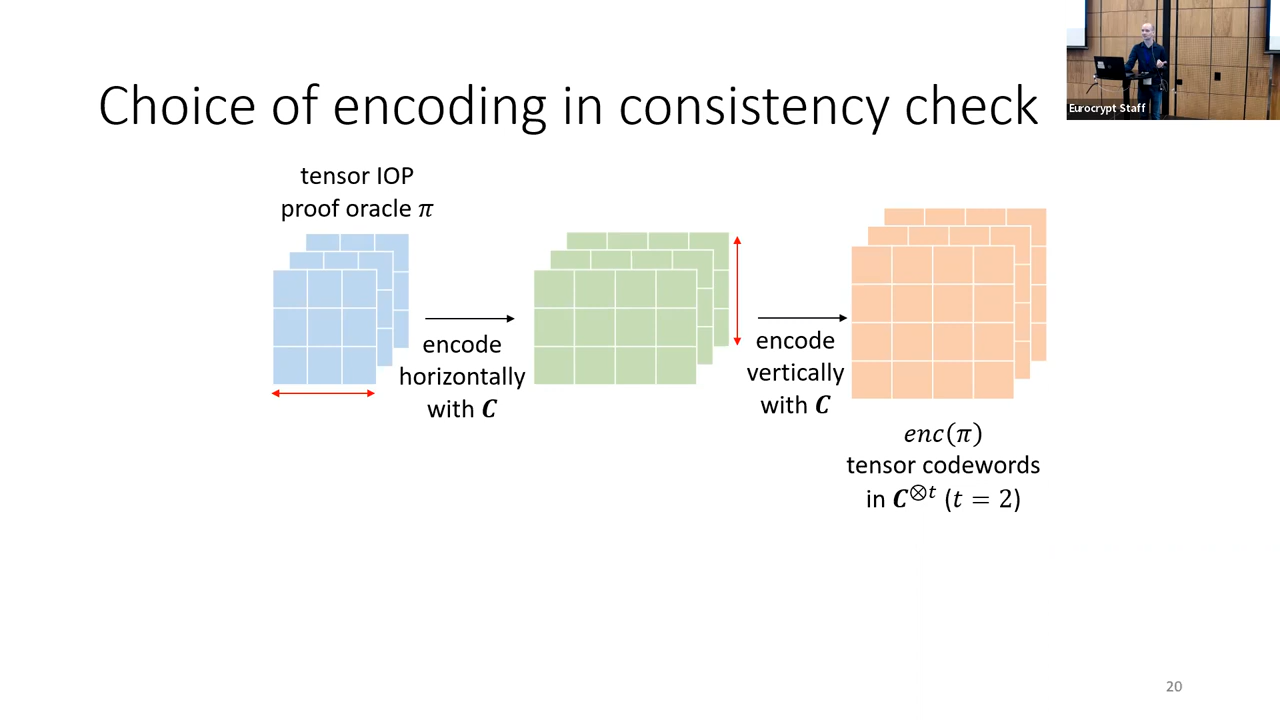 Choice of encoding in consistency check
Eurocrypt Staff
tensor IOP
proof oracle π
encode
horizontally
with C
encode
vertically
with C
enc(π)
tensor codewords
in C^{⊗t} (t = 2)
20